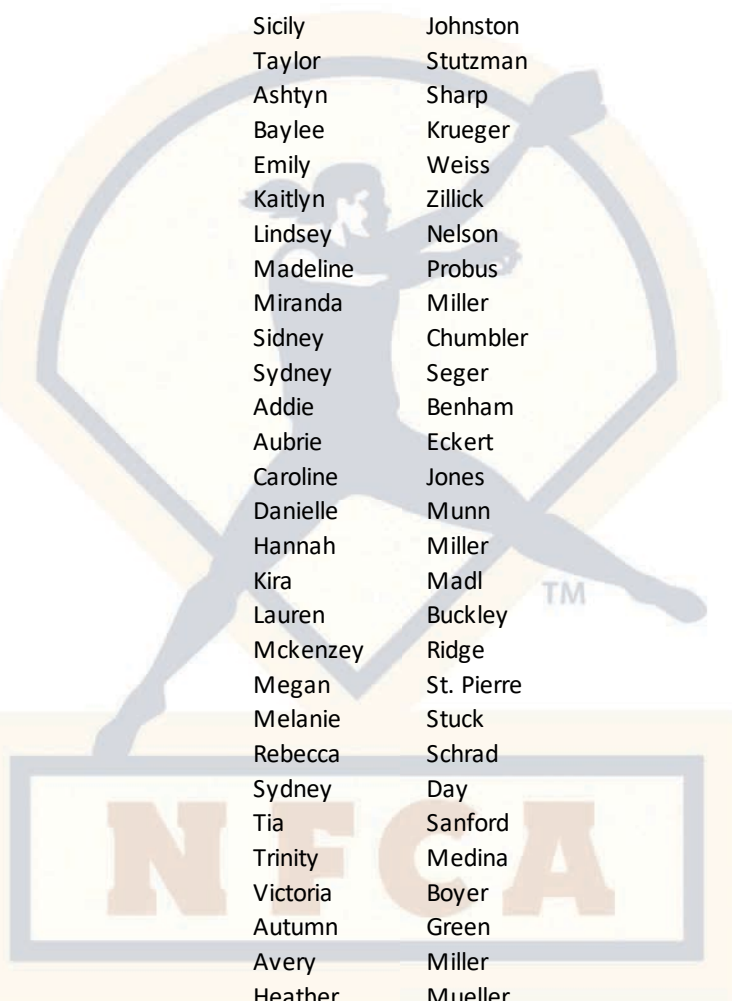 Sicily Johnston
Taylor Stutzman
Ashtyn Sharp
Baylee Krueger
Emily Weiss
Kaitlyn Zillick
Lindsey Nelson
Madeline Probus
Miranda Miller
Sidney Chumbler
Sydney Seger
Addie Benham
Aubrie Eckert
Caroline Jones
Danielle Munn
Hannah Miller
Kira Madl
TM
Lauren Buckley
Mckenzey Ridge
Megan St. Pierre
Melanie Stuck
Rebecca Schrad
Sydney Day
Tia Sanford
Trinity Medina
Victoria Boyer
NFCA
Autumn Green
Avery Miller
Heather Mueller